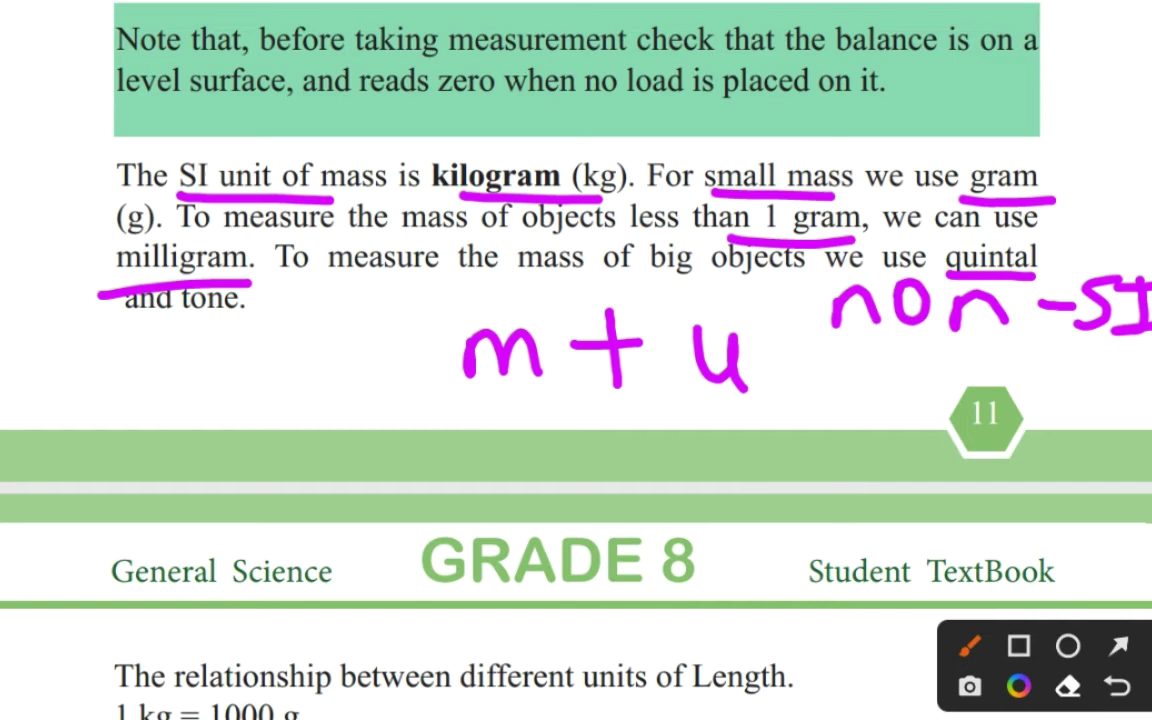 Note that, before taking measurement check that the balance is on a
level surface, and reads zero when no load is placed on it.
The SI unit of mass is kilogram (kg). For small mass we use gram
(g). To measure the mass of objects less than 1 gram, we can use
milligram. To measure the mass of big objects we use quintal
and tone.
non-SI
m + u
11
General Science GRADE 8 Student TextBook
The relationship between different units of Length.
1 kg = 1000 g